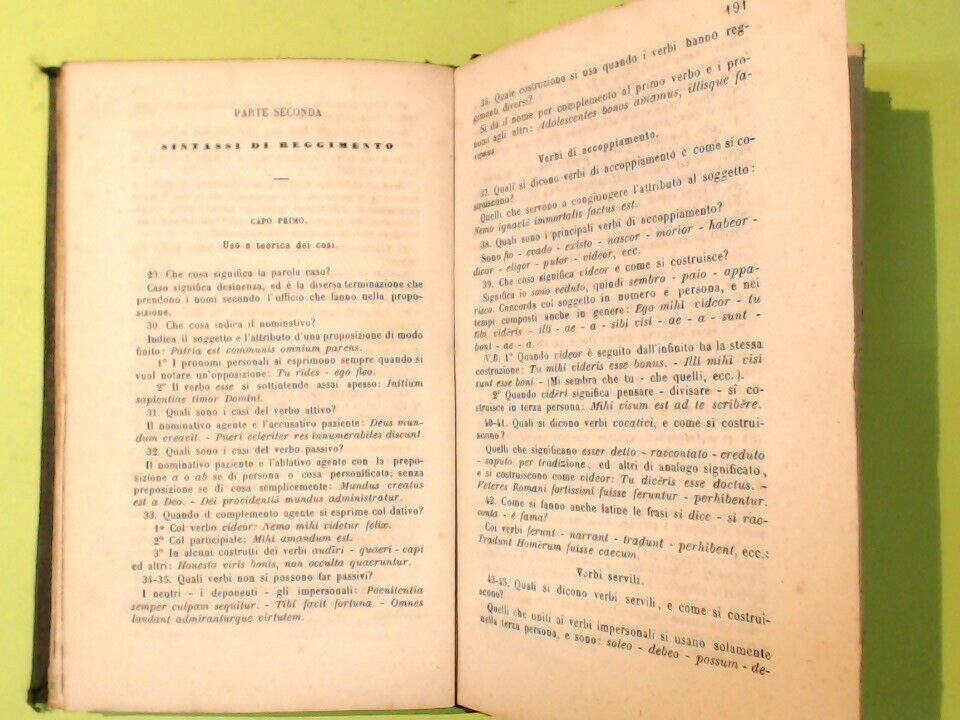 PARTE SECONDA
SINTASSI DI REGGIMENTO
CAPO PRIMO.
Uso e teorica dei casi.
29. Che cosa significa la parola caso?
Caso significa desinenza, ed è la diversa terminazione che
prendono i nomi secondo l'ufficio che fanno nella propo-
sizione.
30. Che cosa indica il nominativo?
Indica il soggetto e l'attributo d'una proposizione di modo
finito: Patria est communis omnium parens.
1° I pronomi personali si esprimono sempre quando si
vuol notare un'opposizione: Tu rides - ego fleo.
2° Il verbo esse si sottintende assai spesso: Initium
sapientiae timor Domini.
31. Quali sono i casi del verbo attivo?
Il nominativo agente e l'accusativo paziente: Deus mun-
dum creavit. - Pueri celeriter res innumerabiles discunt.
32. Quali sono i casi del verbo passivo?
Il nominativo paziente e l'ablativo agente con la prepo-
sizione a o ab se di persona o cosa personificata; senza
preposizione se di cosa semplicemente: Mundus creatus
est a Deo. - Dei providentiâ mundus administratur.
33. Quando il complemento agente si esprime col dativo?
1° Col verbo videor: Nemo mihi videtur felix.
2° Col participiale: Mihi amandum est.
3° In alcuni costrutti dei verbi audiri - quaeri - capi
ed altri: Honesta viris bonis, non occulta quaeruntur.
34-35. Quali verbi non si possono far passivi?
I neutri - i deponenti - gli impersonali: Poenitentia
semper culpam sequitur. - Tibi favit fortuna. - Omnes
laudant admiranturque virtutem.
191
36. Quale costruzione si usa quando i verbi hanno reg-
gimenti diversi?
Si dà il nome per complemento al primo verbo e i pro-
nomi agli altri: Adolescentes bonos amamus, illisque fa-
vemus.
Verbi di accoppiamento.
37. Quali si dicono verbi di accoppiamento e come si co-
struiscono?
Quelli che servono a congiungere l'attributo al soggetto:
Nemo ignaviâ immortalis factus est.
38. Quali sono i principali verbi di accoppiamento?
Sono fio - evado - existo - nascor - morior - habeor -
dicor - eligor - putor - videor, ecc.
39. Che cosa significa videor e come si costruisce?
Significa io sono veduto, quindi sembro - paio - appa-
risco. Concorda col soggetto in numero e persona, e nei
tempi composti anche in genere: Ego mihi videor - tu
tibi videris - illi - ae - a - sibi visi - ae - a - sunt -
boni - ae - a.
N.B. 1° Quando videor è seguito dall'infinito ha la stessa
costruzione: Tu mihi videris esse bonus. - Illi mihi visi
sunt esse boni - (Mi sembra che tu - che quelli, ecc.).
2° Quando vidèri significa pensare - divisare - si co-
struisce in terza persona: Mihi visum est ad te scribĕre.
40-41. Quali si dicono verbi vocativi, e come si costrui-
scono?
Quelli che significano esser detto - raccontato - creduto
- saputo per tradizione, ed altri di analogo significato,
e si costruiscono come videor: Tu dicĕris esse doctus. -
Veteres Romani fortissimi fuisse feruntur - perhibentur.
42. Come si fanno anche latine le frasi si dice - si rac-
conta - è fama?
Coi verbi ferunt - narrant - tradunt - perhibent, ecc.:
Tradunt Homērum fuisse caecum.
Verbi servili.
43-45. Quali si dicono verbi servili, e come si costrui-
scono?
Quelli che uniti ai verbi impersonali si usano solamente
nella terza persona, e sono: soleo - debeo - possum - de-